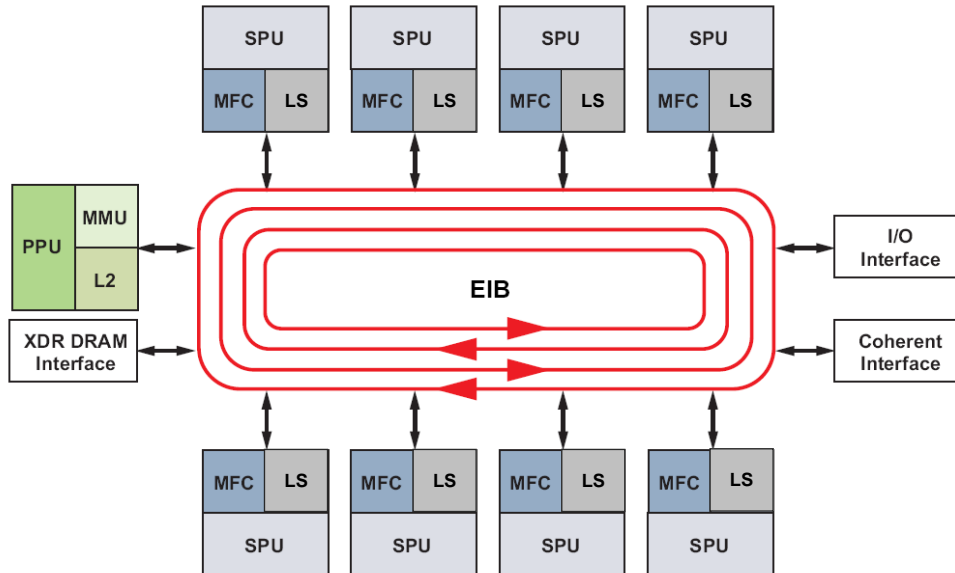 SPU SPU SPU SPU
MFC LS MFC LS MFC LS MFC LS
PPU MMU
L2
I/O
Interface
EIB
XDR DRAM
Interface
Coherent
Interface
MFC LS MFC LS MFC LS MFC LS
SPU SPU SPU SPU